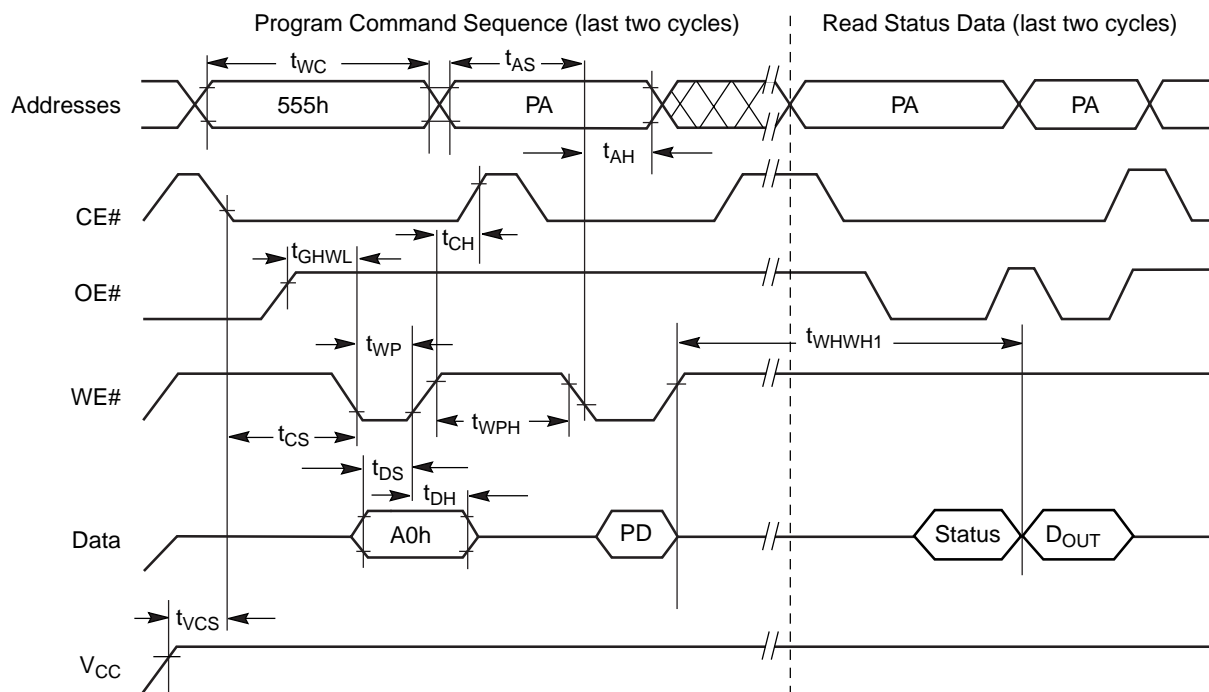 Program Command Sequence (last two cycles)
Read Status Data (last two cycles)
tWC
tAS
Addresses
555h
PA
PA
PA
tAH
CE#
tGHWL
tCH
OE#
tWP
tWHWH1
WE#
tCS
tWPH
tDS
tDH
Data
A0h
PD
Status
DOUT
tVCS
VCC